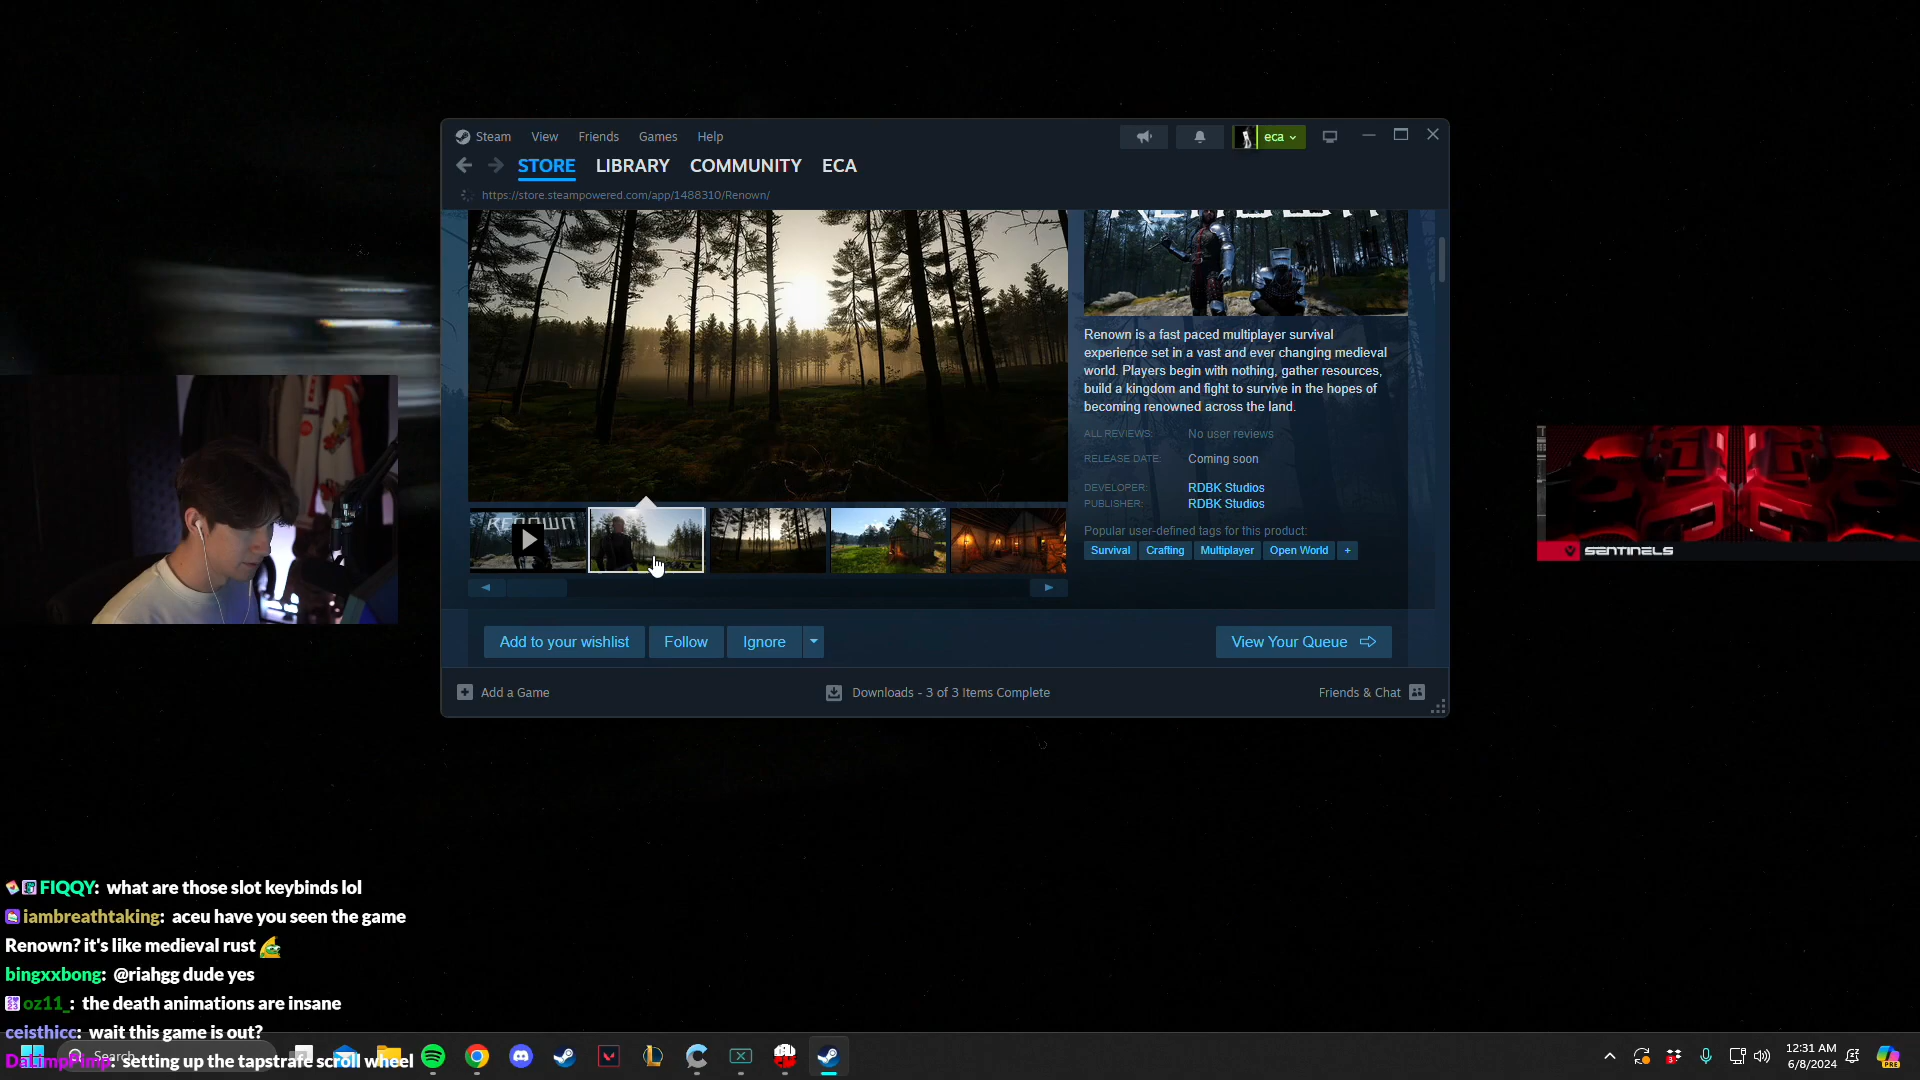 Steam View Friends Games Help
eca
STORE LIBRARY COMMUNITY ECA
https://store.steampowered.com/app/1488310/Renown/
RENOWN
Renown is a fast paced multiplayer survival
experience set in a vast and ever changing medieval
world. Players begin with nothing, gather resources,
build a kingdom and fight to survive in the hopes of
becoming renowned across the land.
ALL REVIEWS: No user reviews
RELEASE DATE: Coming soon
DEVELOPER: RDBK Studios
PUBLISHER: RDBK Studios
Popular user-defined tags for this product:
Survival Crafting Multiplayer Open World +
Add to your wishlist Follow Ignore View Your Queue
Add a Game Downloads - 3 of 3 Items Complete Friends & Chat
SENTINELS
FIQQY: what are those slot keybinds lol
iambreathtaking: aceu have you seen the game
Renown? it's like medieval rust
bingxxbong: @riahgg dude yes
oz11_: the death animations are insane
ceisthicc: wait this game is out?
setting up the tapstrafe scroll wheel
Search
12:31 AM
6/8/2024